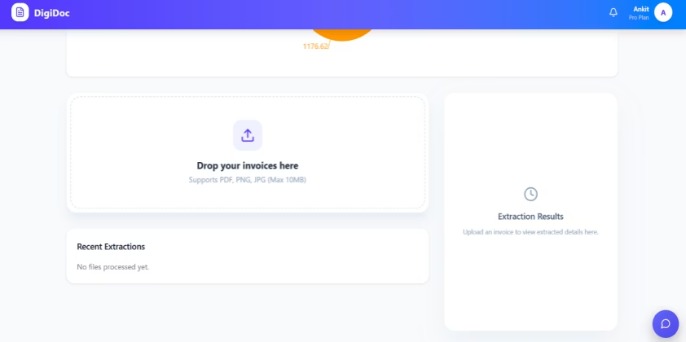 DigiDoc
Ankit
Pro Plan
A
1176.62
Drop your invoices here
Supports PDF, PNG, JPG (Max 10MB)
Extraction Results
Upload an invoice to view extracted details here.
Recent Extractions
No files processed yet.